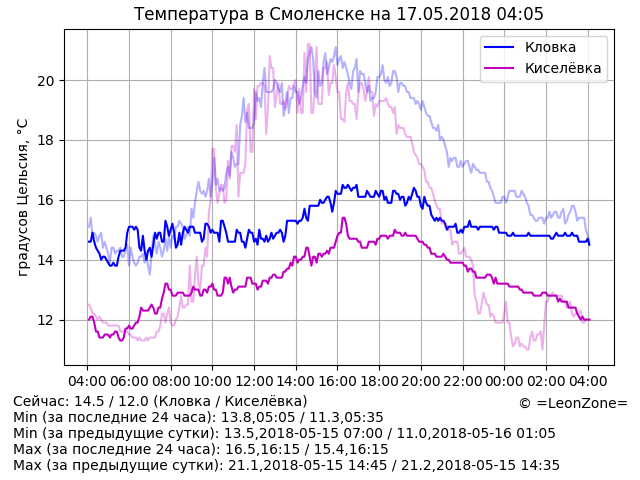 Температура в Смоленске на 17.05.2018 04:05
Кловка
Киселёвка
градусов Цельсия, °C
20
18
16
14
12
04:00 06:00 08:00 10:00 12:00 14:00 16:00 18:00 20:00 22:00 00:00 02:00 04:00
Сейчас: 14.5 / 12.0 (Кловка / Киселёвка)
© =LeonZone=
Min (за последние 24 часа): 13.8,05:05 / 11.3,05:35
Min (за предыдущие сутки): 13.5,2018-05-15 07:00 / 11.0,2018-05-16 01:05
Max (за последние 24 часа): 16.5,16:15 / 15.4,16:15
Max (за предыдущие сутки): 21.1,2018-05-15 14:45 / 21.2,2018-05-15 14:35